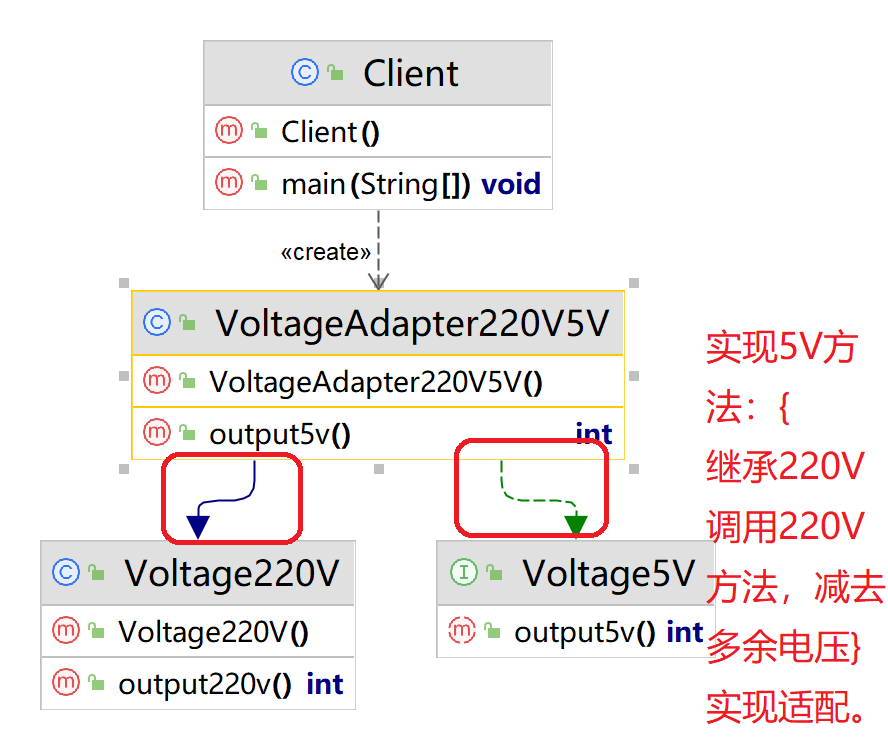 Client
Client()
main(String[]) void
«create»
VoltageAdapter220V5V
VoltageAdapter220V5V()
output5v() int
Voltage220V
Voltage220V()
output220v() int
Voltage5V
output5v() int
实现5V方
法：{
继承220V
调用220V
方法，减去
多余电压}
实现适配。